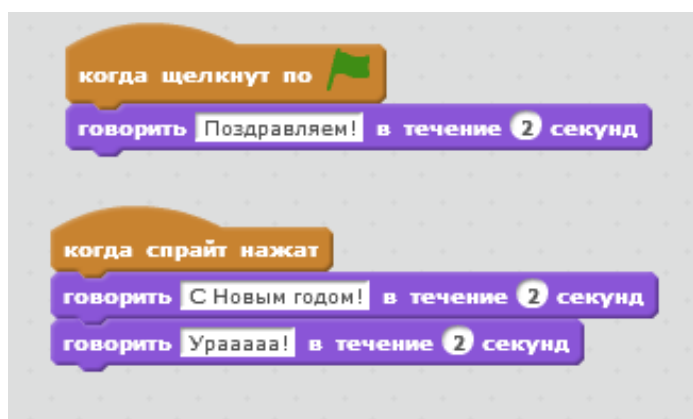 когда щелкнут по
говорить Поздравляем! в течение 2 секунд
когда спрайт нажат
говорить С Новым годом! в течение 2 секунд
говорить Урааааа! в течение 2 секунд